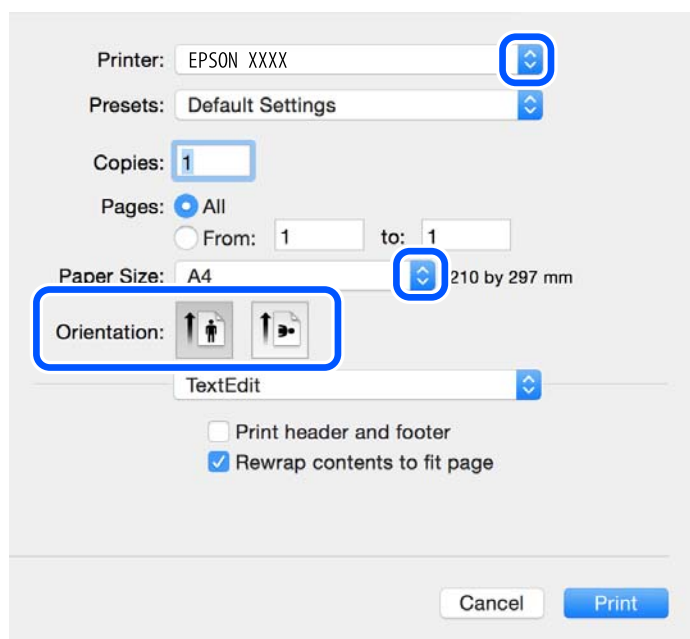 Printer: EPSON XXXX
Presets: Default Settings
Copies: 1
Pages: All
From: 1 to: 1
Paper Size: A4 210 by 297 mm
Orientation:
TextEdit
Print header and footer
Rewrap contents to fit page
Cancel Print